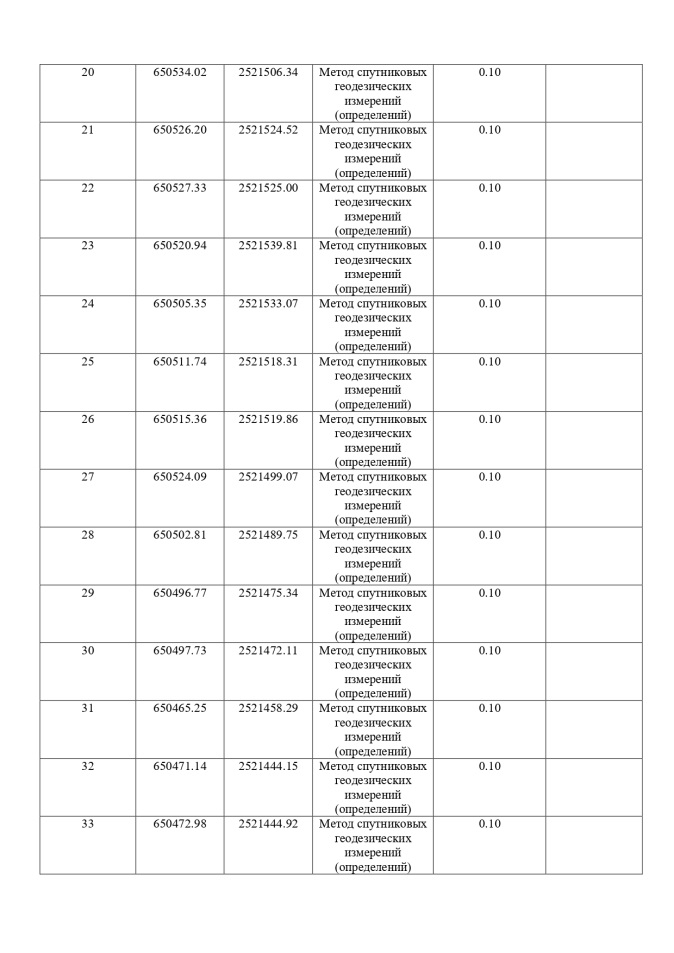 20 650534.02 2521506.34 Метод спутниковых 0.10
геодезических
измерений
(определений)
21 650526.20 2521524.52 Метод спутниковых 0.10
геодезических
измерений
(определений)
22 650527.33 2521525.00 Метод спутниковых 0.10
геодезических
измерений
(определений)
23 650520.94 2521539.81 Метод спутниковых 0.10
геодезических
измерений
(определений)
24 650505.35 2521533.07 Метод спутниковых 0.10
геодезических
измерений
(определений)
25 650511.74 2521518.31 Метод спутниковых 0.10
геодезических
измерений
(определений)
26 650515.36 2521519.86 Метод спутниковых 0.10
геодезических
измерений
(определений)
27 650524.09 2521499.07 Метод спутниковых 0.10
геодезических
измерений
(определений)
28 650502.81 2521489.75 Метод спутниковых 0.10
геодезических
измерений
(определений)
29 650496.77 2521475.34 Метод спутниковых 0.10
геодезических
измерений
(определений)
30 650497.73 2521472.11 Метод спутниковых 0.10
геодезических
измерений
(определений)
31 650465.25 2521458.29 Метод спутниковых 0.10
геодезических
измерений
(определений)
32 650471.14 2521444.15 Метод спутниковых 0.10
геодезических
измерений
(определений)
33 650472.98 2521444.92 Метод спутниковых 0.10
геодезических
измерений
(определений)